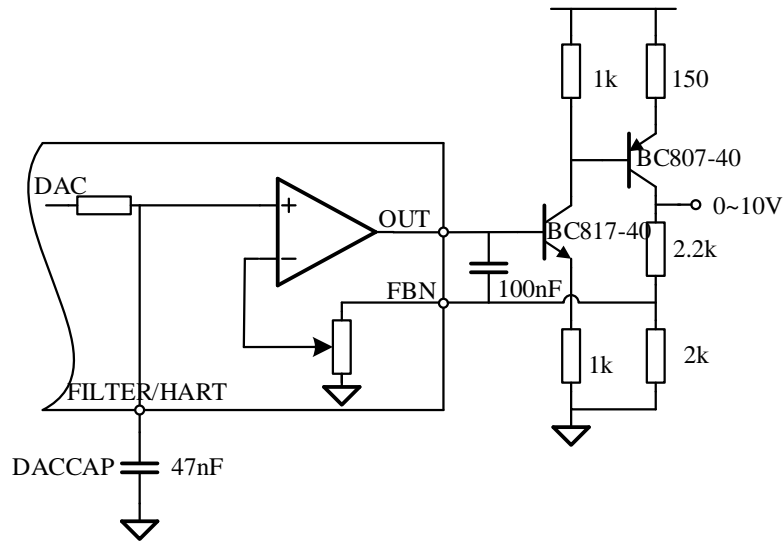 1k
150
BC807-40
DAC
+
OUT
0~10V
BC817-40
−
2.2k
FBN
100nF
1k
2k
FILTER/HART
DACCAP
47nF